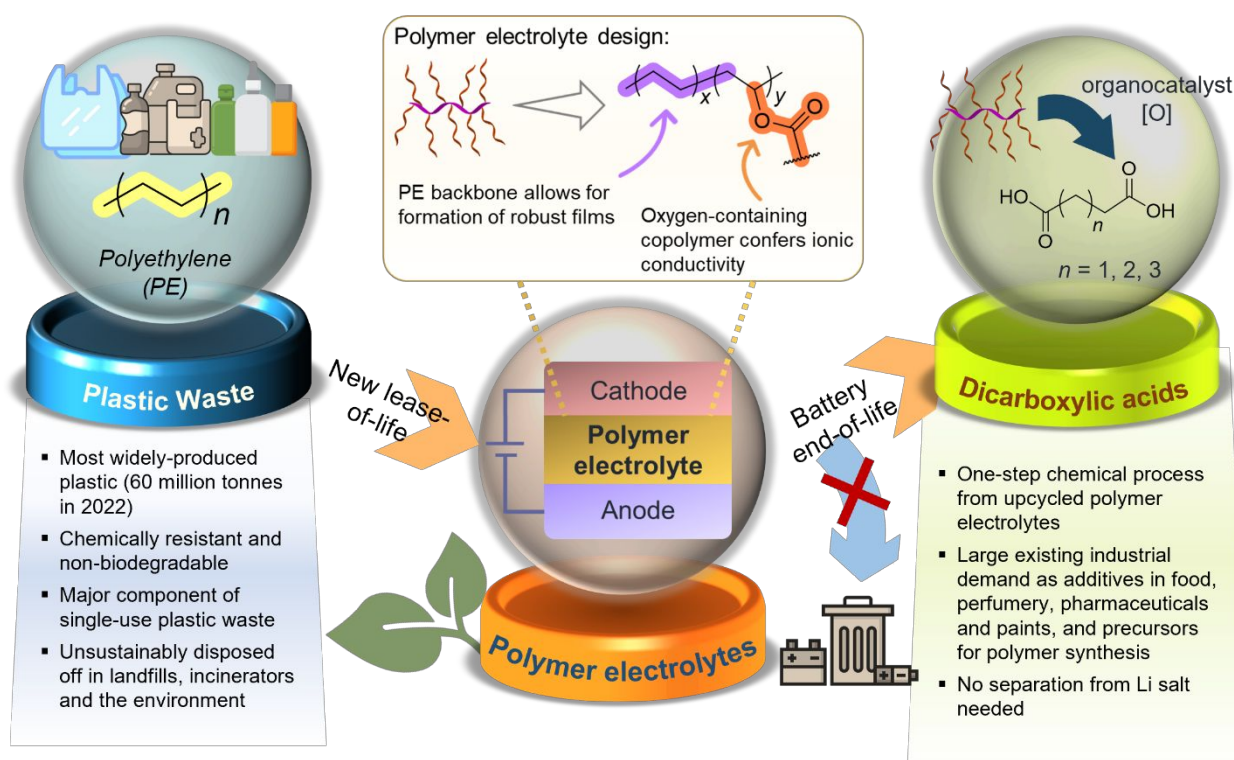 Polyethylene
(PE)
n
Plastic Waste
▪ Most widely-produced
plastic (60 million tonnes
in 2022)
▪ Chemically resistant and
non-biodegradable
▪ Major component of
single-use plastic waste
▪ Unsustainably disposed
off in landfills, incinerators
and the environment
New lease-
of-life
Polymer electrolyte design:
x
y
O
O
PE backbone allows for
formation of robust films
Oxygen-containing
copolymer confers ionic
conductivity
Cathode
Polymer
electrolyte
Anode
Polymer electrolytes
Battery
end-of-life
organocatalyst
[O]
O
HO
n
OH
O
n = 1, 2, 3
Dicarboxylic acids
▪ One-step chemical process
from upcycled polymer
electrolytes
▪ Large existing industrial
demand as additives in food,
perfumery, pharmaceuticals
and paints, and precursors
for polymer synthesis
▪ No separation from Li salt
needed